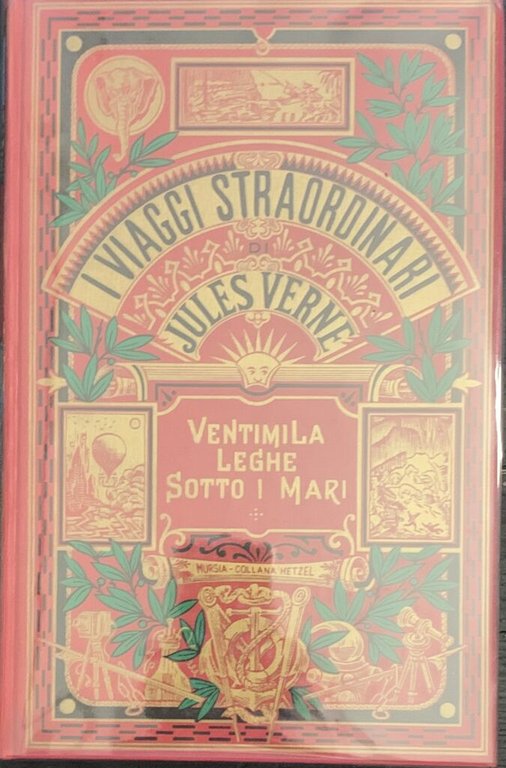 I VIAGGI STRAORDINARI
DI
JULES VERNE
VENTIMILA
LEGHE
SOTTO I MARI
MURSIA - COLLANA HETZEL